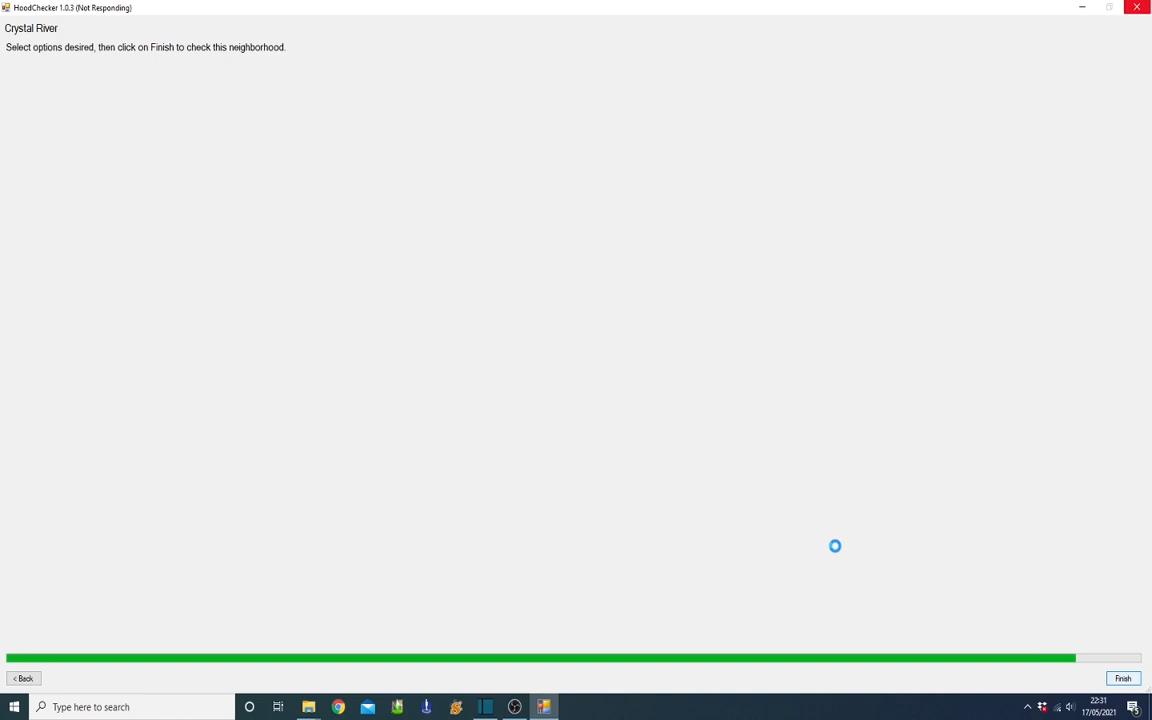 HoodChecker 1.0.3 (Not Responding)
Crystal River
Select options desired, then click on Finish to check this neighborhood.
< Back
Finish
Type here to search
22:31
17/05/2021
5